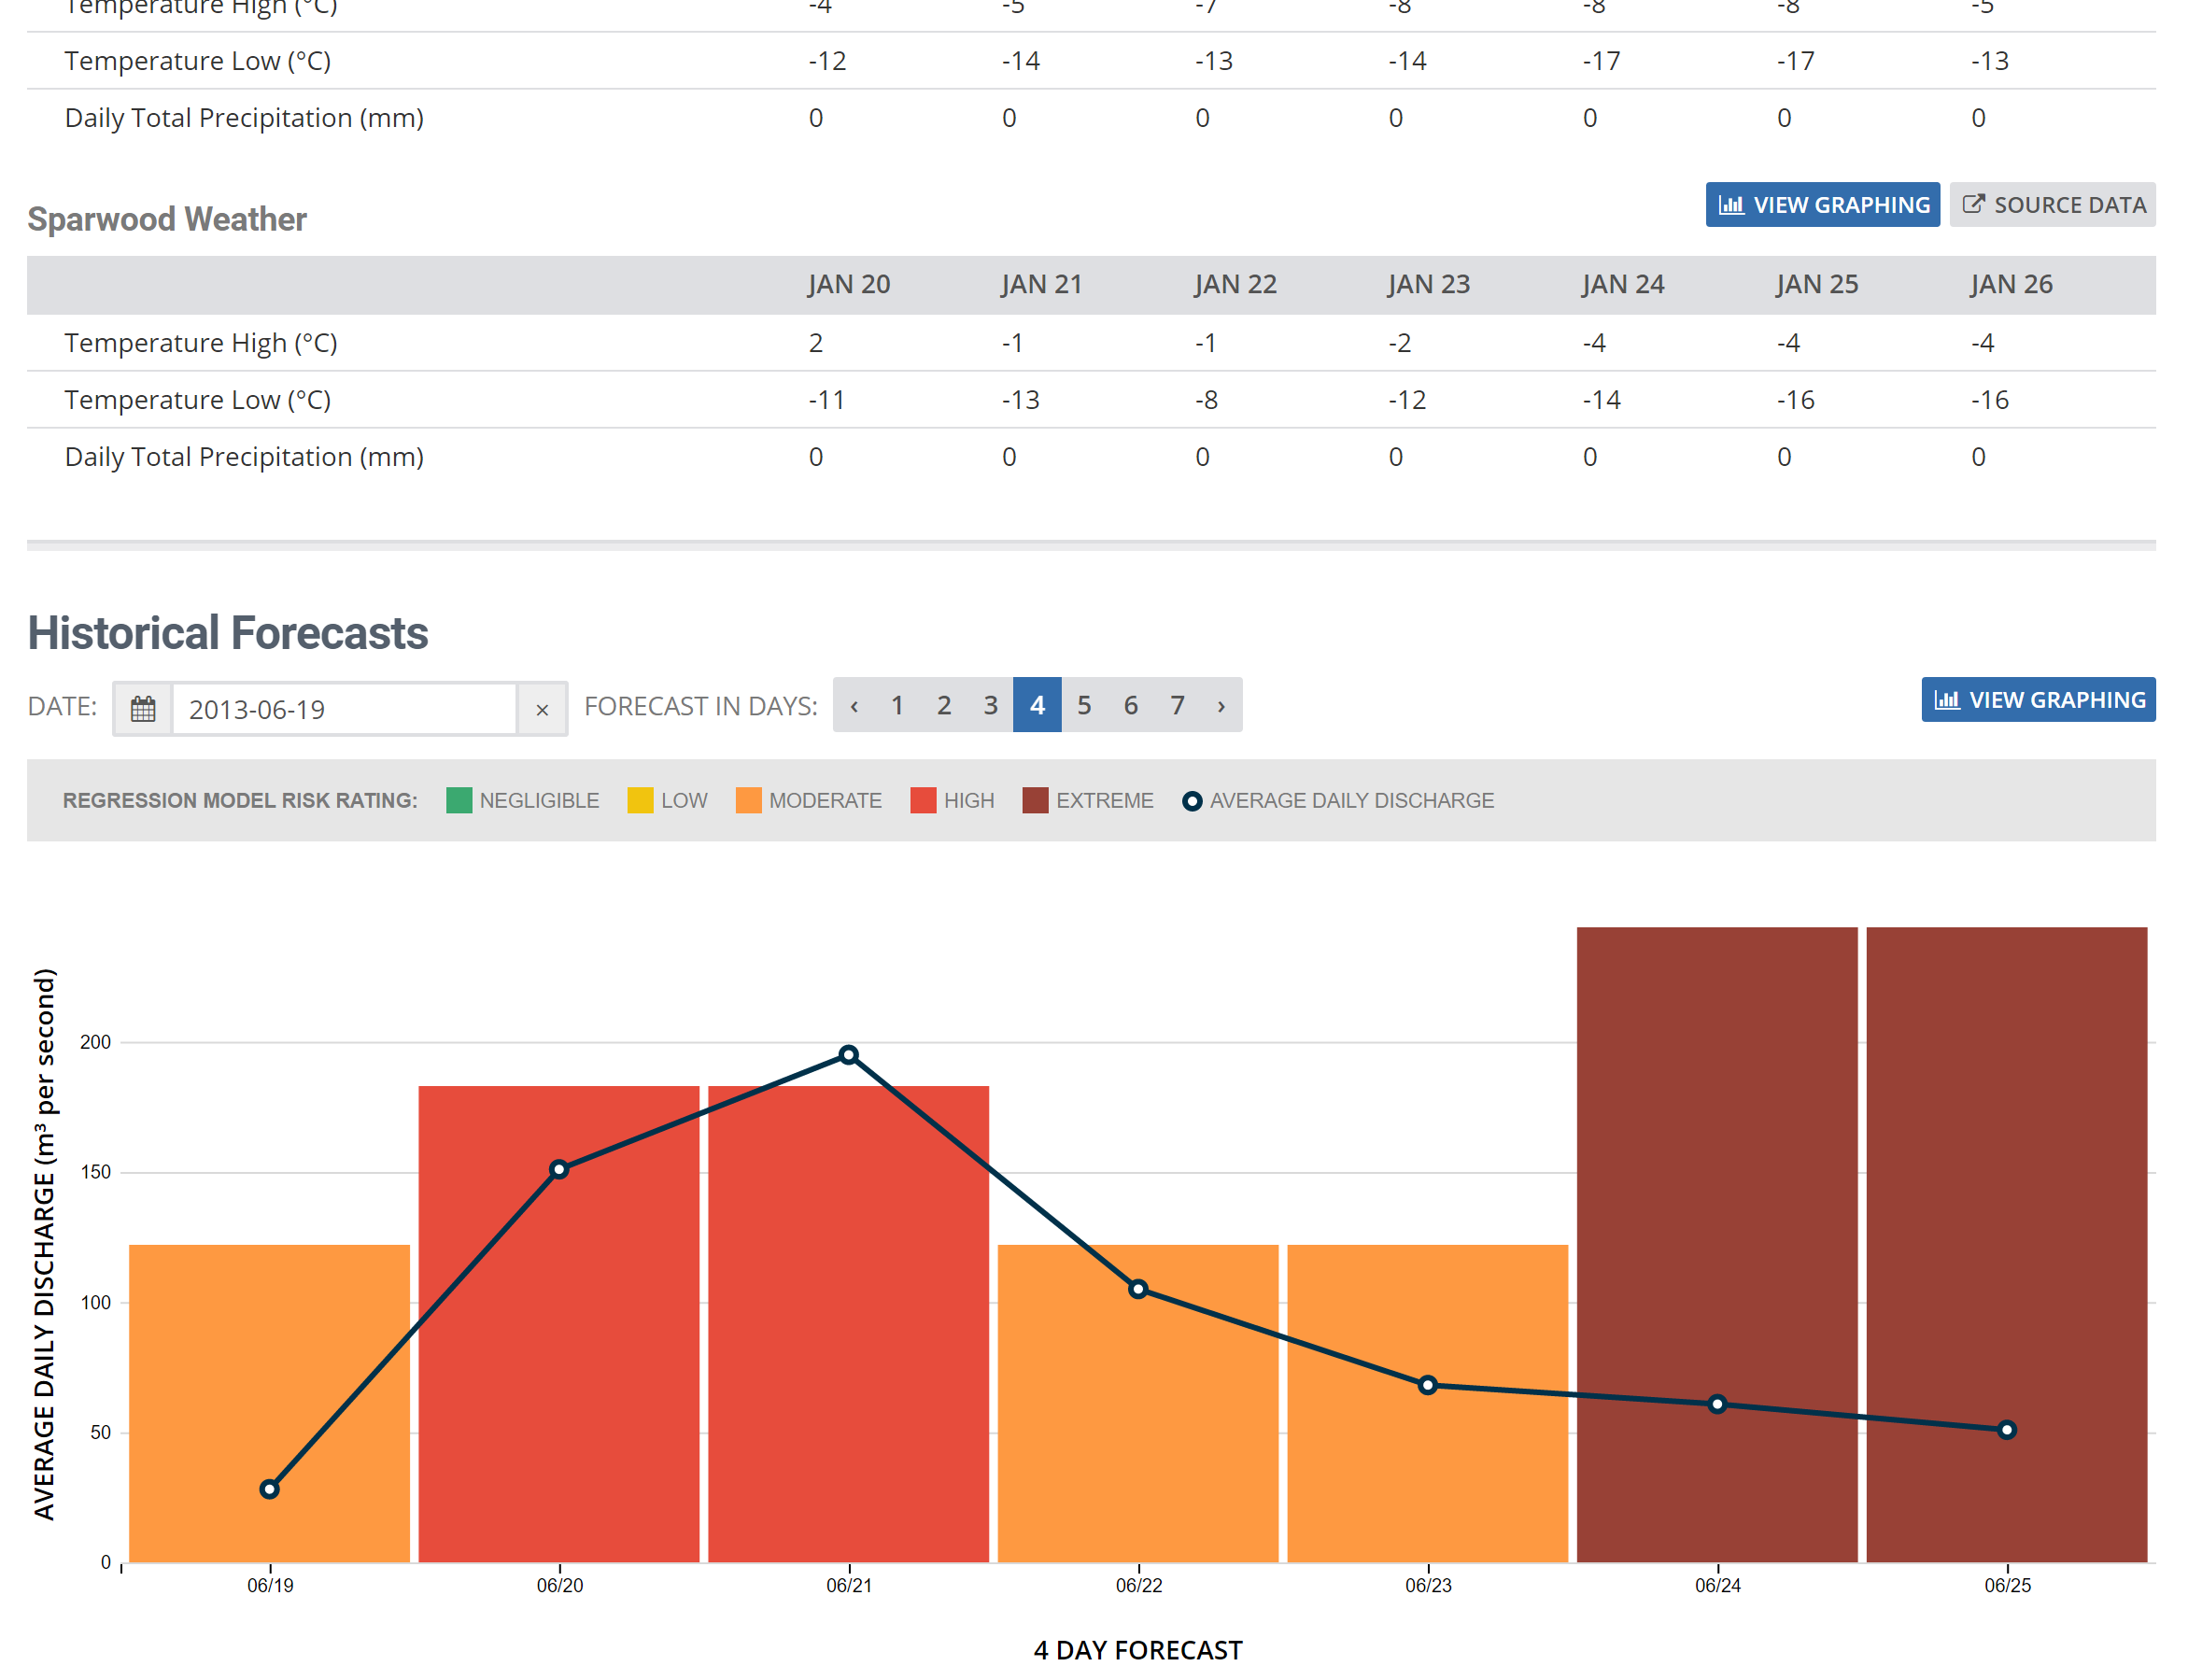 Temperature High (°C) -4 -5 -7 -8 -8 -8 -5
Temperature Low (°C) -12 -14 -13 -14 -17 -17 -13
Daily Total Precipitation (mm) 0 0 0 0 0 0 0
Sparwood Weather VIEW GRAPHING SOURCE DATA
JAN 20 JAN 21 JAN 22 JAN 23 JAN 24 JAN 25 JAN 26
Temperature High (°C) 2 -1 -1 -2 -4 -4 -4
Temperature Low (°C) -11 -13 -8 -12 -14 -16 -16
Daily Total Precipitation (mm) 0 0 0 0 0 0 0
Historical Forecasts
DATE: 2013-06-19 × FORECAST IN DAYS: ‹ 1 2 3 4 5 6 7 › VIEW GRAPHING
REGRESSION MODEL RISK RATING: NEGLIGIBLE LOW MODERATE HIGH EXTREME AVERAGE DAILY DISCHARGE
AVERAGE DAILY DISCHARGE (m³ per second)
200
150
100
50
0
06/19 06/20 06/21 06/22 06/23 06/24 06/25
4 DAY FORECAST